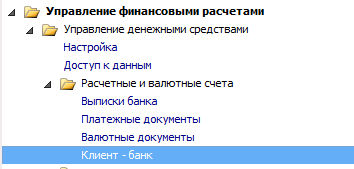 Управление финансовыми расчетами
Управление денежными средствами
Настройка
Доступ к данным
Расчетные и валютные счета
Выписки банка
Платежные документы
Валютные документы
Клиент - банк